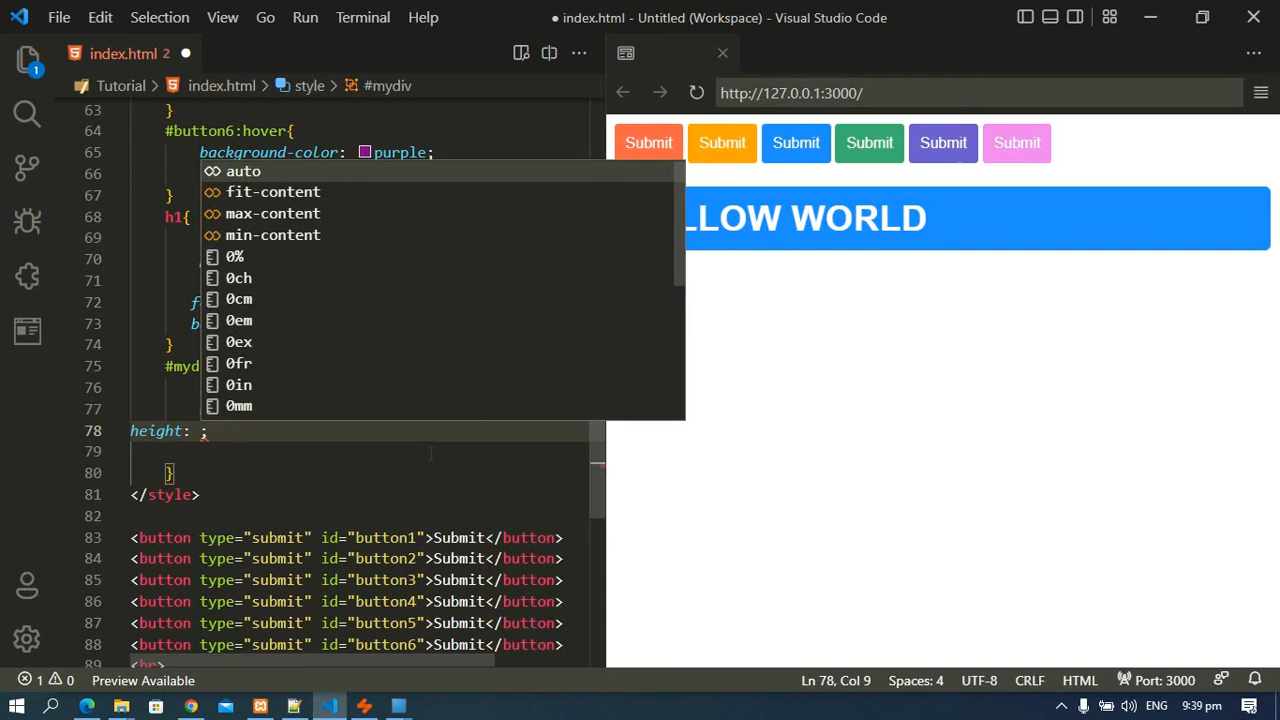 File Edit Selection View Go Run Terminal Help
● index.html - Untitled (Workspace) - Visual Studio Code
index.html 2 ●
Tutorial > index.html > style > #mydiv
http://127.0.0.1:3000/
63 }
64 #button6:hover{
65 background-color: purple;
66
67 }
68 h1{
69
70
71
72
73
74 }
75 #myd
76
77
78 height: ;
79
80 }
81 </style>
82
83 <button type="submit" id="button1">Submit</button>
84 <button type="submit" id="button2">Submit</button>
85 <button type="submit" id="button3">Submit</button>
86 <button type="submit" id="button4">Submit</button>
87 <button type="submit" id="button5">Submit</button>
88 <button type="submit" id="button6">Submit</button>
89 <br>
auto
fit-content
max-content
min-content
0%
0ch
0cm
0em
0ex
0fr
0in
0mm
Submit Submit Submit Submit Submit Submit
LLOW WORLD
1
1 0 Preview Available Ln 78, Col 9 Spaces: 4 UTF-8 CRLF HTML Port: 3000
ENG 9:39 pm